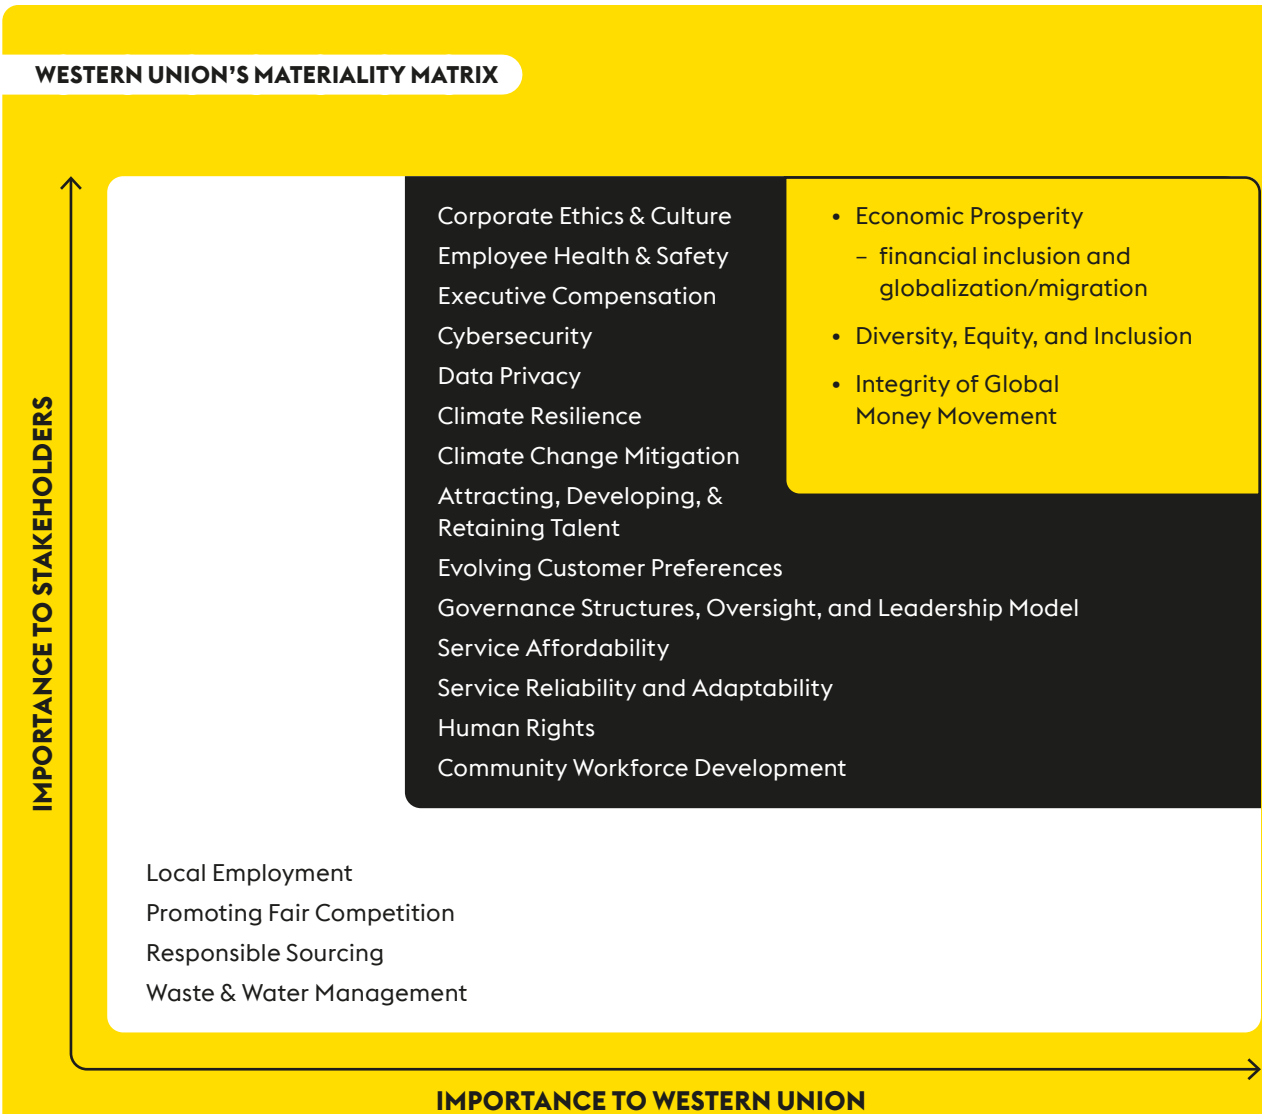 WESTERN UNION'S MATERIALITY MATRIX
IMPORTANCE TO STAKEHOLDERS
Corporate Ethics & Culture
Employee Health & Safety
Executive Compensation
Cybersecurity
Data Privacy
Climate Resilience
Climate Change Mitigation
Attracting, Developing, &
Retaining Talent
Evolving Customer Preferences
Governance Structures, Oversight, and Leadership Model
Service Affordability
Service Reliability and Adaptability
Human Rights
Community Workforce Development
• Economic Prosperity
– financial inclusion and
globalization/migration
• Diversity, Equity, and Inclusion
• Integrity of Global
Money Movement
Local Employment
Promoting Fair Competition
Responsible Sourcing
Waste & Water Management
IMPORTANCE TO WESTERN UNION